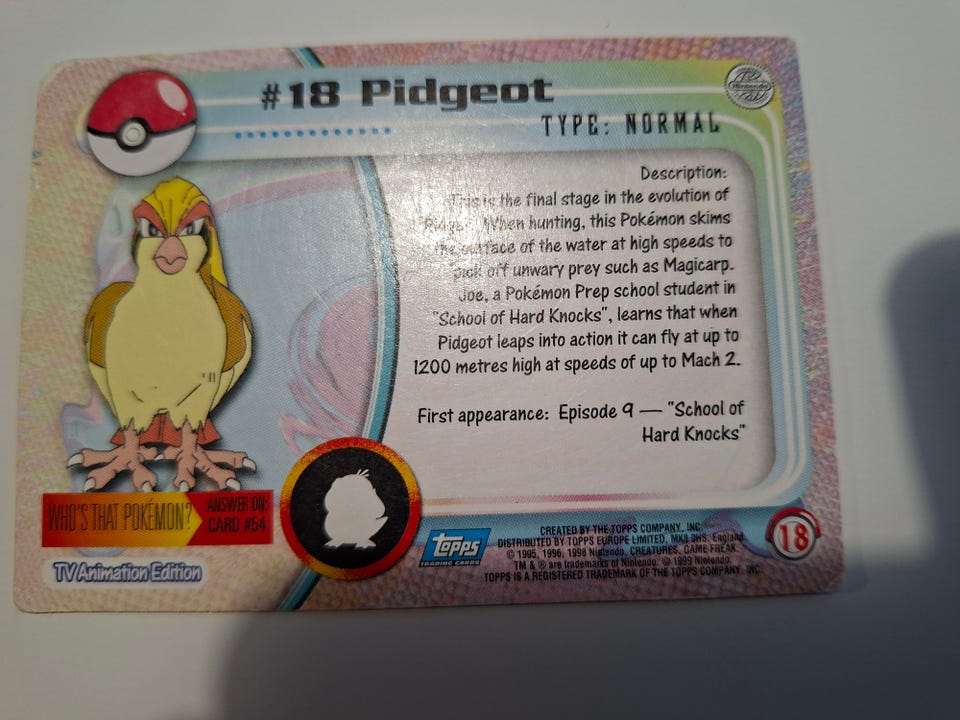 #18 Pidgeot
Nintendo
TYPE: NORMAL
Description:
This is the final stage in the evolution of
When hunting, this Pokémon skims
the surface of the water at high speeds to
pick off unwary prey such as Magicarp.
Joe, a Pokémon Prep school student in
"School of Hard Knocks", learns that when
Pidgeot leaps into action it can fly at up to
1200 metres high at speeds of up to Mach 2.
First appearance: Episode 9 — "School of
Hard Knocks"
WHO'S THAT POKÉMON?
ANSWER ON:
CARD #54
TV Animation Edition
TOPPS
TRADING CARDS
CREATED BY THE TOPPS COMPANY, INC.
DISTRIBUTED BY TOPPS EUROPE LIMITED, MK9 OHS, England.
© 1995, 1996, 1998 Nintendo, CREATURES, GAME FREAK.
TM & ® are trademarks of Nintendo. © 1999 Nintendo.
TOPPS IS A REGISTERED TRADEMARK OF THE TOPPS COMPANY, INC.
18